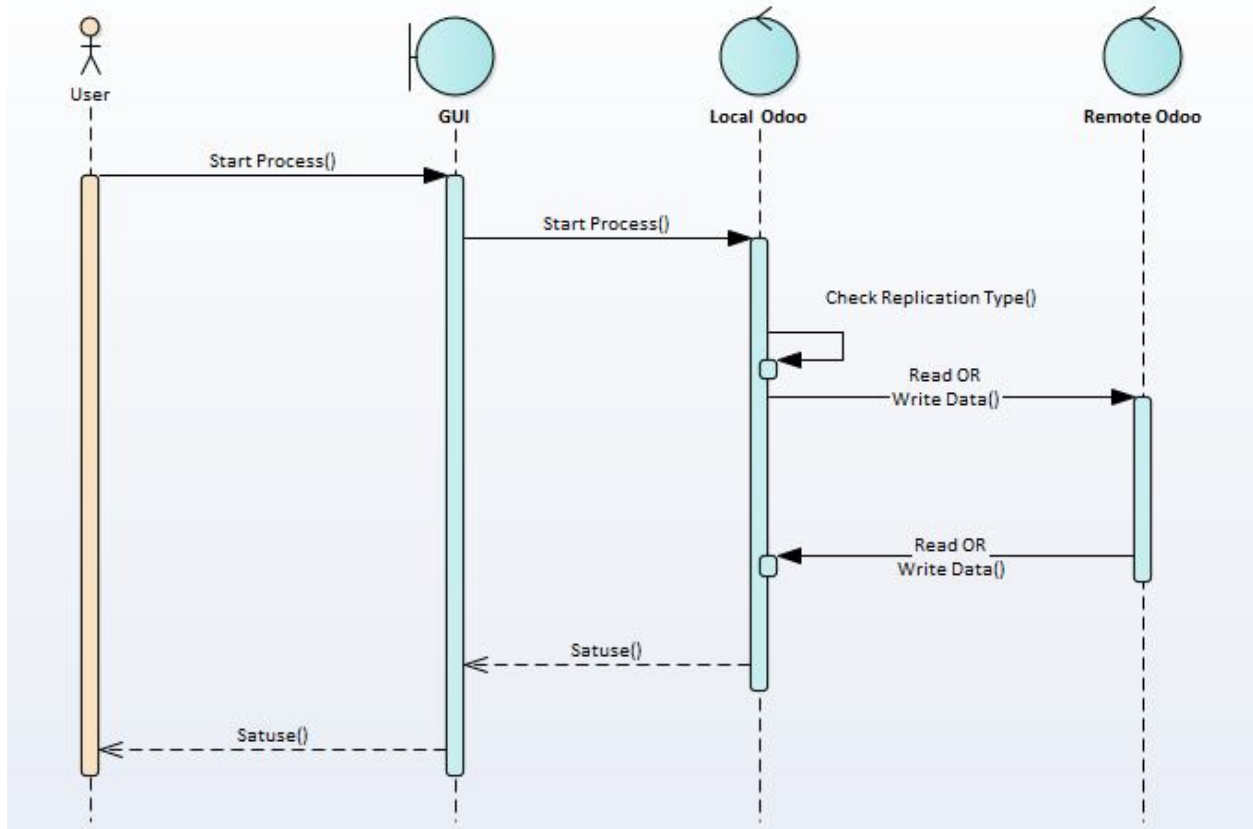 User
GUI
Local Odoo
Remote Odoo
Start Process()
Start Process()
Check Replication Type()
Read OR
Write Data()
Read OR
Write Data()
Satuse()
Satuse()